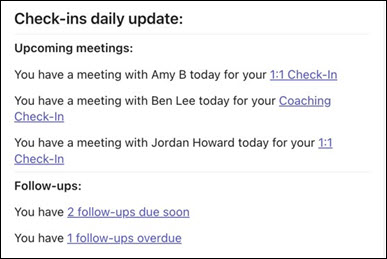 Check-ins daily update:
Upcoming meetings:
You have a meeting with Amy B today for your 1:1 Check-In
You have a meeting with Ben Lee today for your Coaching
Check-In
You have a meeting with Jordan Howard today for your 1:1
Check-In
Follow-ups:
You have 2 follow-ups due soon
You have 1 follow-ups overdue